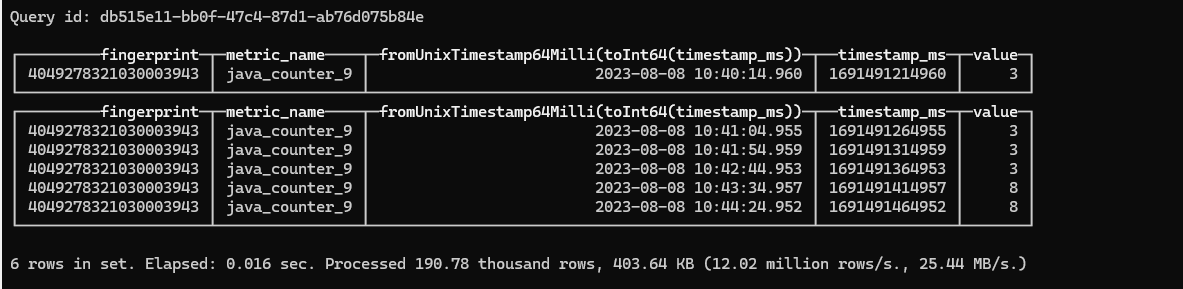 Query id: db515e11-bb0f-47c4-87d1-ab76d075b84e
fingerprint metric_name fromUnixTimestamp64Milli(toInt64(timestamp_ms)) timestamp_ms value
4049278321030003943 java_counter_9 2023-08-08 10:40:14.960 1691491214960 3
fingerprint metric_name fromUnixTimestamp64Milli(toInt64(timestamp_ms)) timestamp_ms value
4049278321030003943 java_counter_9 2023-08-08 10:41:04.955 1691491264955 3
4049278321030003943 java_counter_9 2023-08-08 10:41:54.959 1691491314959 3
4049278321030003943 java_counter_9 2023-08-08 10:42:44.953 1691491364953 3
4049278321030003943 java_counter_9 2023-08-08 10:43:34.957 1691491414957 8
4049278321030003943 java_counter_9 2023-08-08 10:44:24.952 1691491464952 8
6 rows in set. Elapsed: 0.016 sec. Processed 190.78 thousand rows, 403.64 KB (12.02 million rows/s., 25.44 MB/s.)